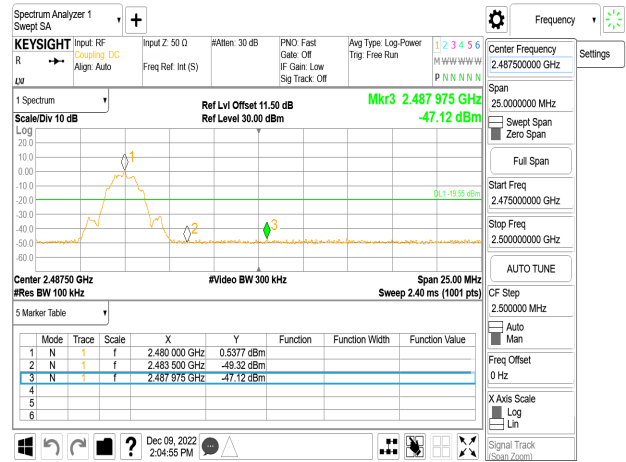 Spectrum Analyzer 1
Swept SA
Frequency
KEYSIGHT
R
Input: RF
Coupling: DC
Align: Auto
Input Z: 50 Ω
Freq Ref: Int (S)
#Atten: 30 dB
PNO: Fast
Gate: Off
IF Gain: Low
Sig Track: Off
Avg Type: Log-Power
Trig: Free Run
1 2 3 4 5 6
M W W W W W
P N N N N N
LXI
Center Frequency
2.487500000 GHz
Settings
Span
25.0000000 MHz
Swept Span
Zero Span
Full Span
Start Freq
2.475000000 GHz
Stop Freq
2.500000000 GHz
AUTO TUNE
CF Step
2.500000 MHz
Auto
Man
Freq Offset
0 Hz
X Axis Scale
Log
Lin
Signal Track
(Span Zoom)
1 Spectrum
Scale/Div 10 dB
Ref Lvl Offset 11.50 dB
Ref Level 30.00 dBm
Mkr3 2.487 975 GHz
-47.12 dBm
Log
20.0
10.0
0.00
-10.0
-20.0
-30.0
-40.0
-50.0
-60.0
1
2
3
DL1 -19.55 dBm
Center 2.48750 GHz
#Res BW 100 kHz
#Video BW 300 kHz
Span 25.00 MHz
Sweep 2.40 ms (1001 pts)
5 Marker Table
Mode Trace Scale X Y Function Function Width Function Value
1 N 1 f 2.480 000 GHz 0.5377 dBm
2 N 1 f 2.483 500 GHz -49.32 dBm
3 N 1 f 2.487 975 GHz -47.12 dBm
4
5
6
?
Dec 09, 2022
2:04:55 PM